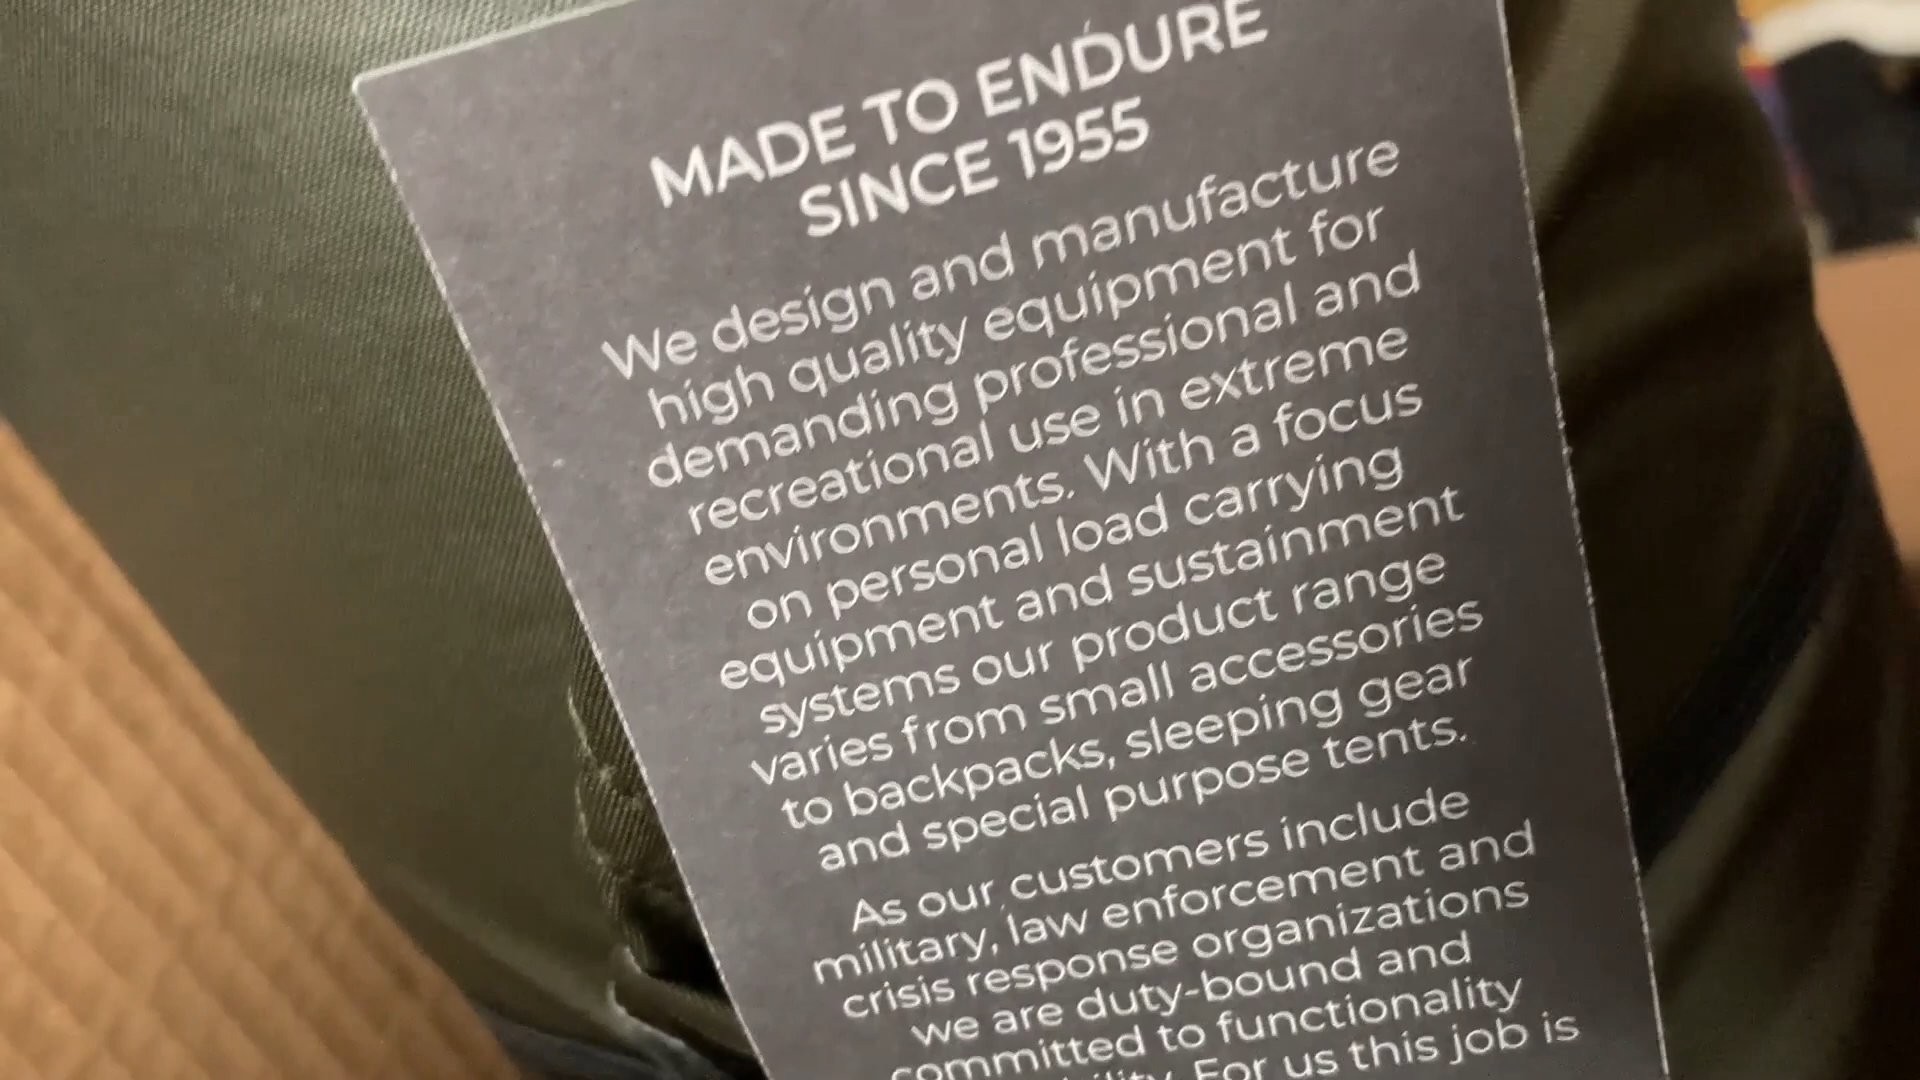 MADE TO ENDURE
SINCE 1955
We design and manufacture
high quality equipment for
demanding professional and
recreational use in extreme
environments. With a focus
on personal load carrying
equipment and sustainment
systems our product range
varies from small accessories
to backpacks, sleeping gear
and special purpose tents.
As our customers include
military, law enforcement and
crisis response organizations
we are duty-bound and
committed to functionality
For us this job is